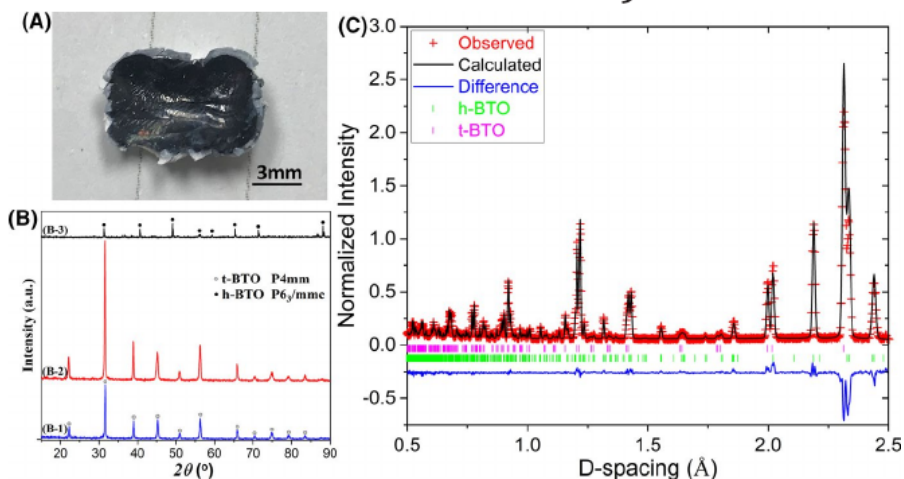 (A)
3mm
(B)
(B-3)
t-BTO P4mm
h-BTO P6₃/mmc
(B-2)
(B-1)
Intensity (a.u.)
20 30 40 50 60 70 80 90
2θ (°)
(C)
Observed
Calculated
Difference
h-BTO
t-BTO
Normalized Intensity
3.0
2.5
2.0
1.5
1.0
0.5
0.0
-0.5
0.5 1.0 1.5 2.0 2.5
D-spacing (Å)